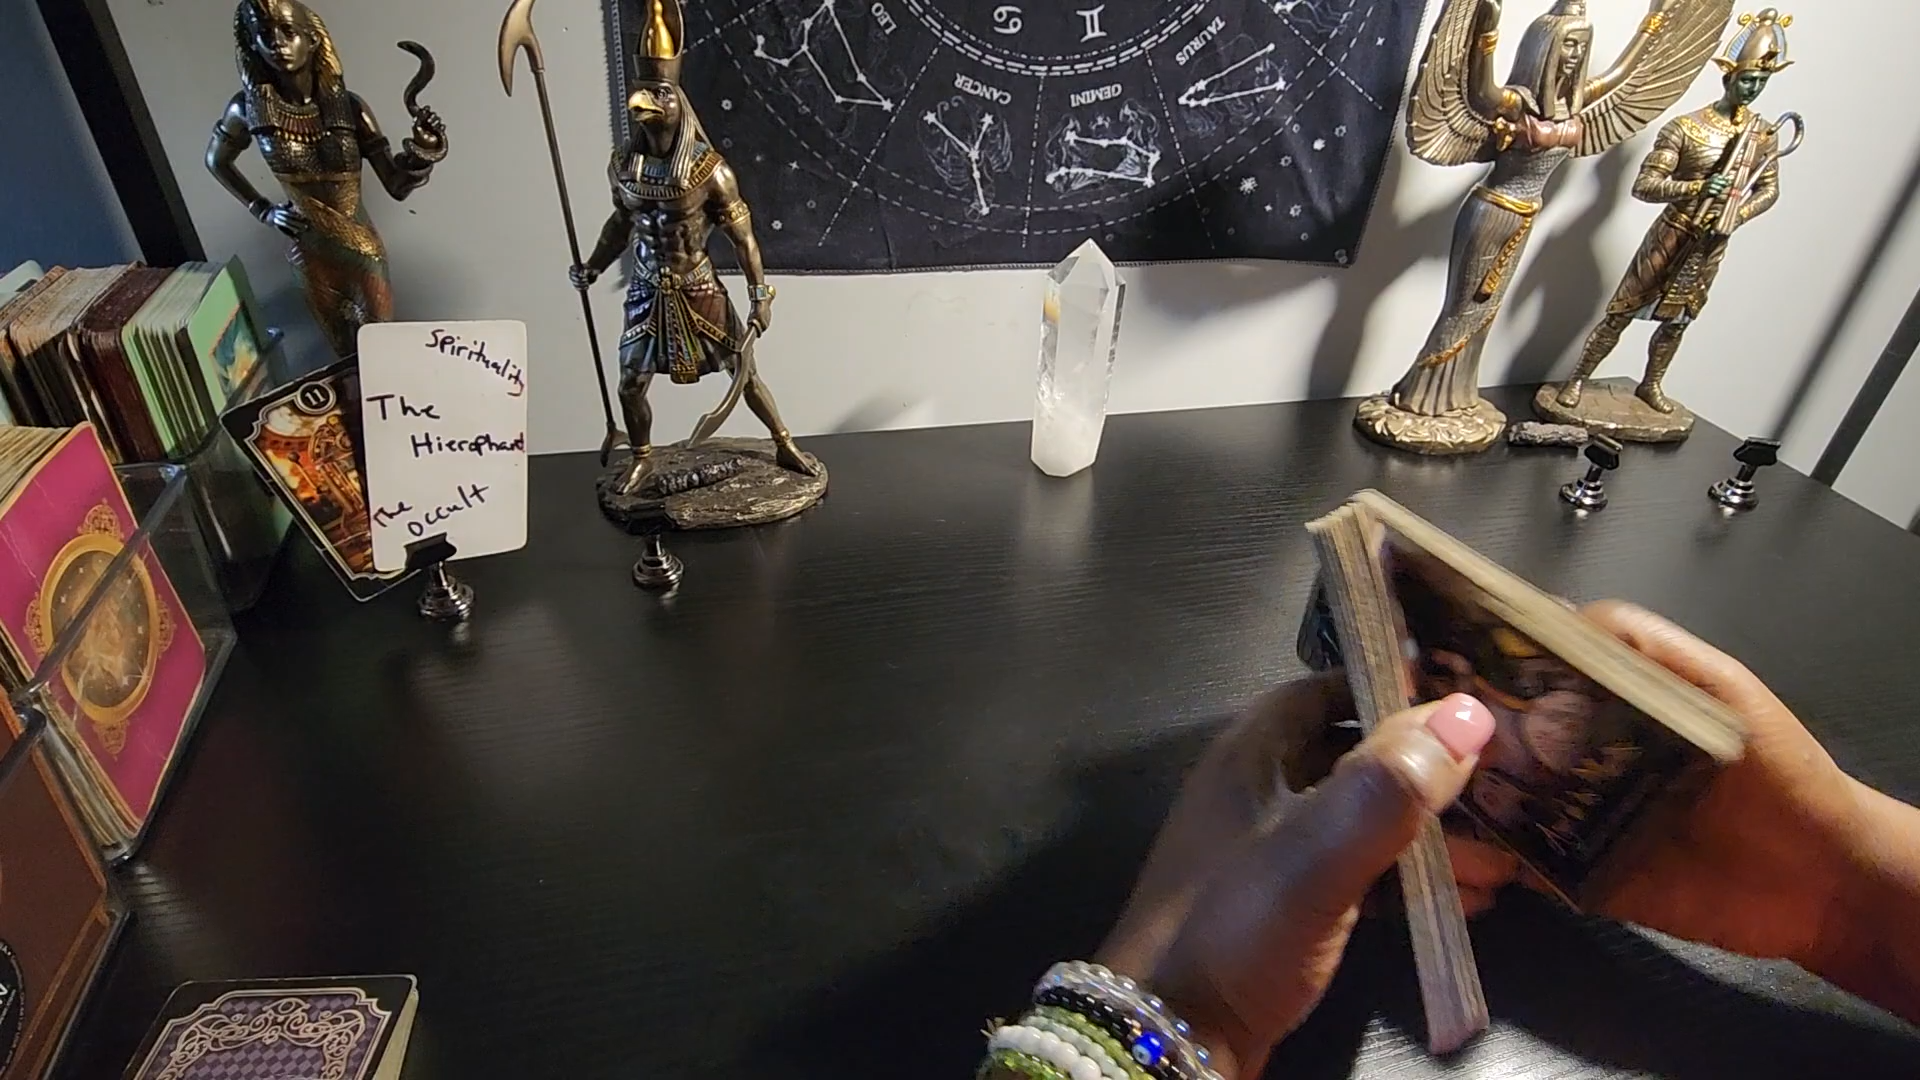 LEO
CANCER
GEMINI
TAURUS
11
Spirituality
The
Hierophant
The
Occult